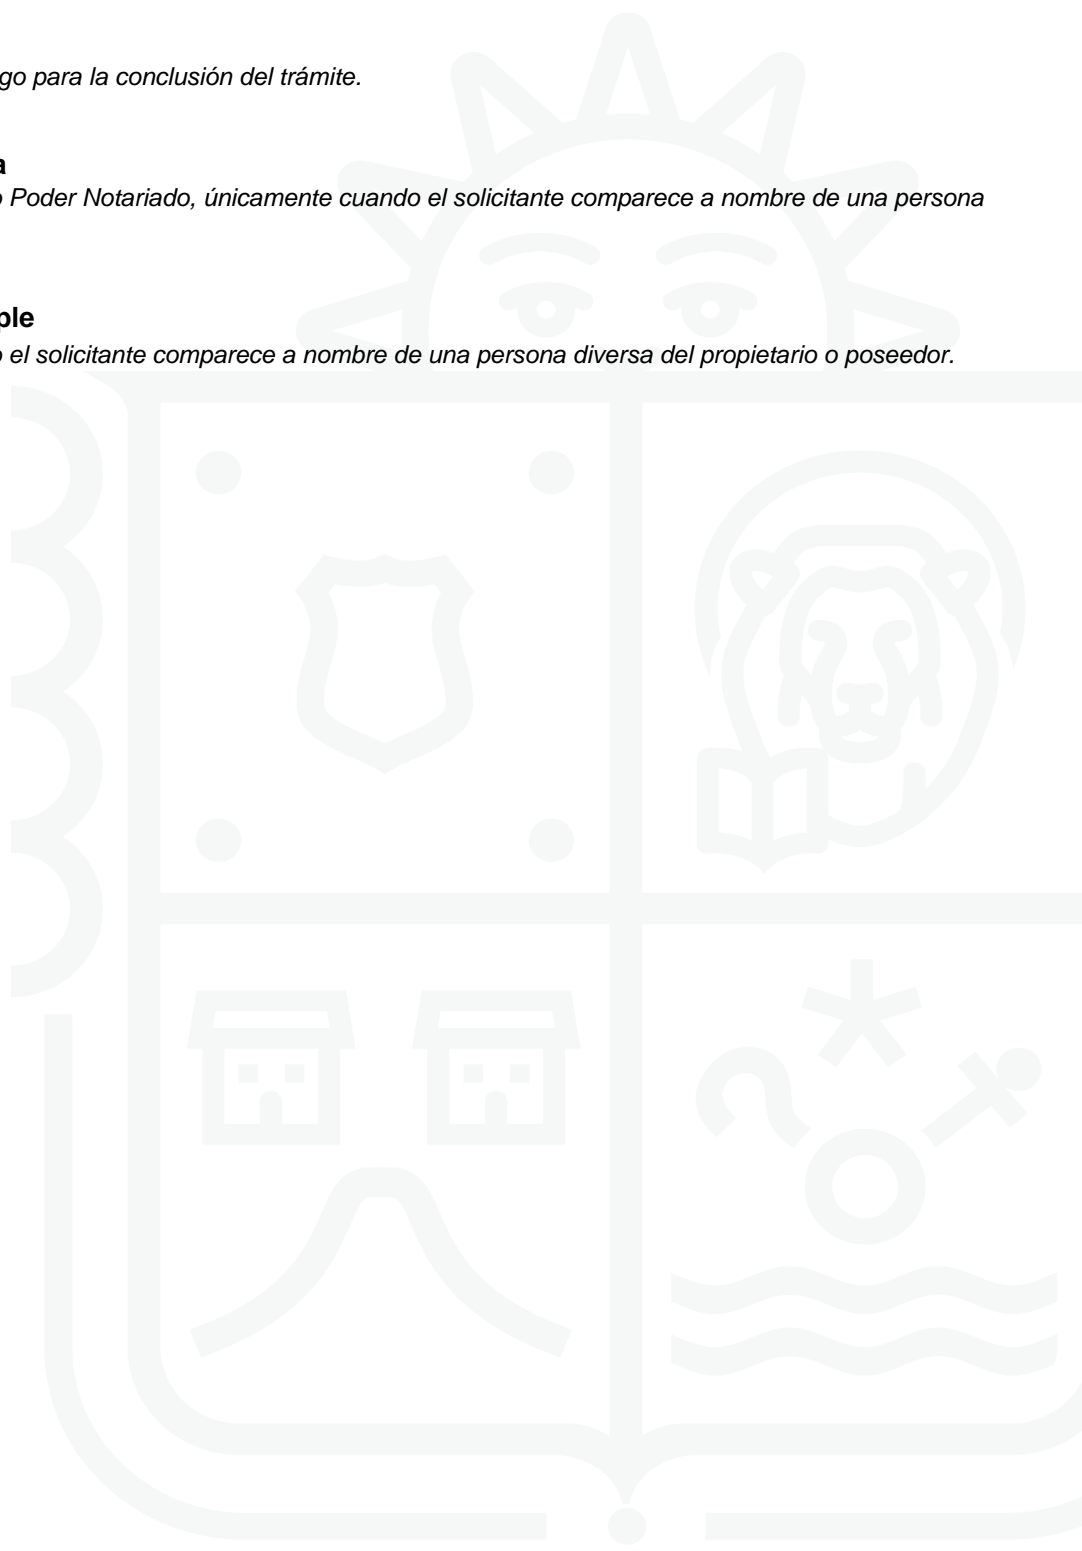 go para la conclusión del trámite.
a
o Poder Notariado, únicamente cuando el solicitante comparece a nombre de una persona
ple
o el solicitante comparece a nombre de una persona diversa del propietario o poseedor.